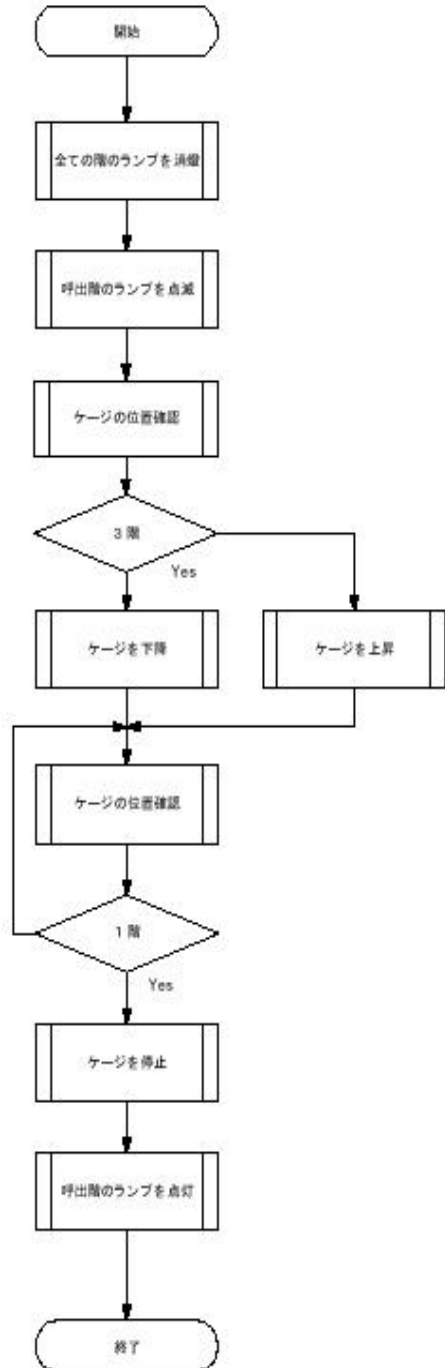 開始
全ての階のランプを消燈
呼出階のランプを点滅
ケージの位置確認
3階
Yes
ケージを下降
ケージを上昇
ケージの位置確認
1階
Yes
ケージを停止
呼出階のランプを点灯
終了